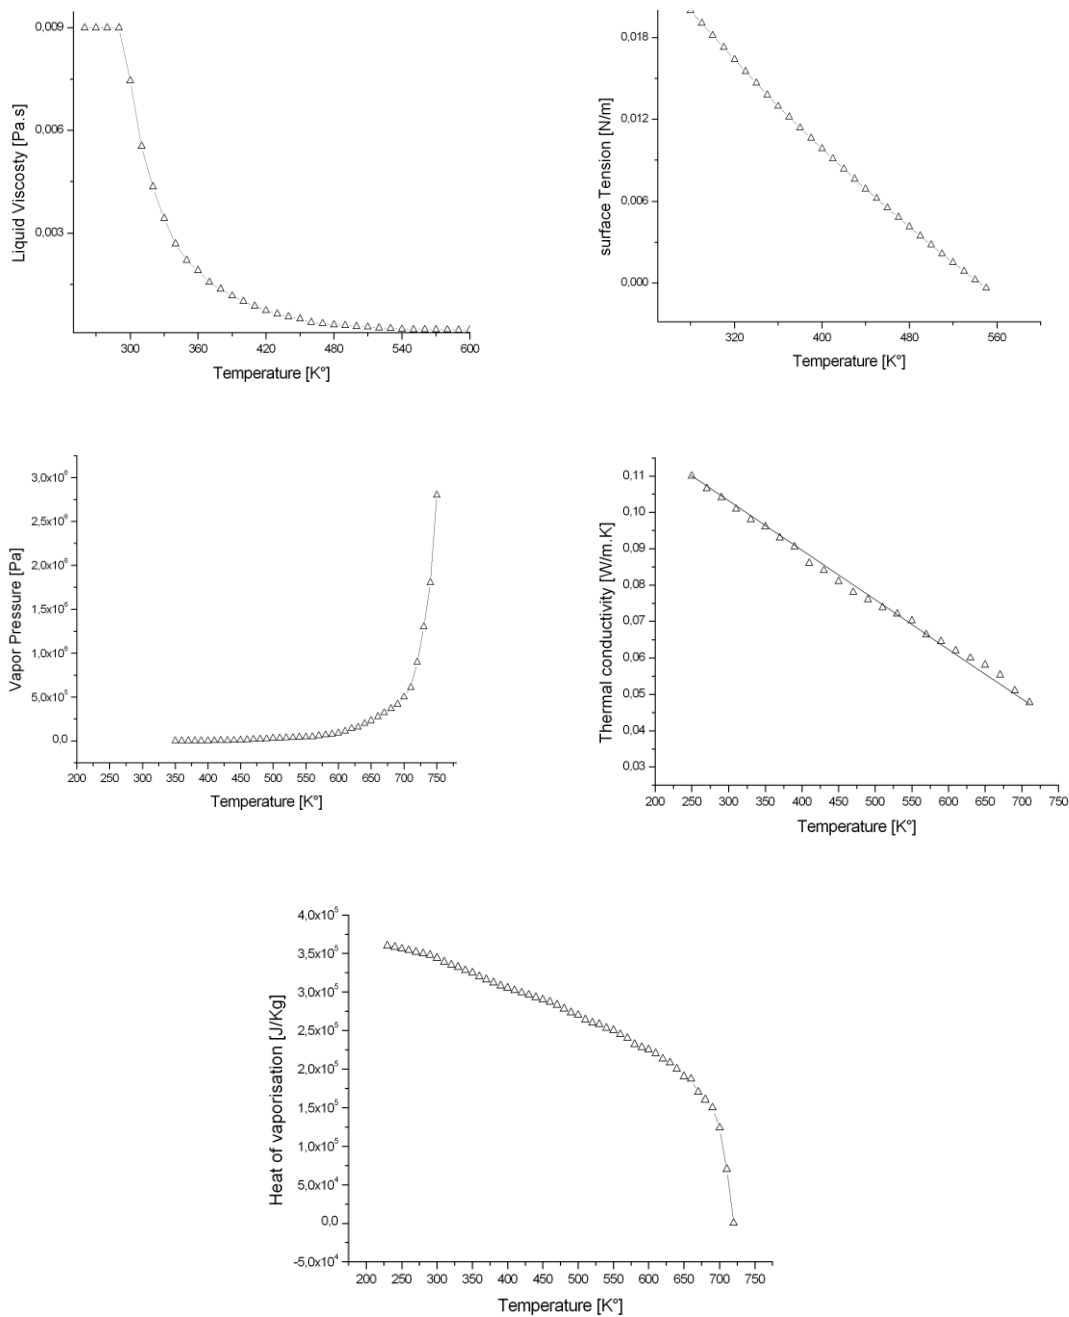 0,009
0,006
0,003
Liquid Viscosty [Pa.s]
300 360 420 480 540 600
Temperature [K°]
0,018
0,012
0,006
0,000
surface Tension [N/m]
320 400 480 560
Temperature [K°]
3,0x10⁶
2,5x10⁶
2,0x10⁶
1,5x10⁶
1,0x10⁶
5,0x10⁵
0,0
Vapor Pressure [Pa]
200 250 300 350 400 450 500 550 600 650 700 750
Temperature [K°]
0,11
0,10
0,09
0,08
0,07
0,06
0,05
0,04
0,03
Thermal conductivity [W/m.K]
200 250 300 350 400 450 500 550 600 650 700 750
Temperature [K°]
4,0x10⁵
3,5x10⁵
3,0x10⁵
2,5x10⁵
2,0x10⁵
1,5x10⁵
1,0x10⁵
5,0x10⁴
0,0
-5,0x10⁴
Heat of vaporisation [J/Kg]
200 250 300 350 400 450 500 550 600 650 700 750
Temperature [K°]